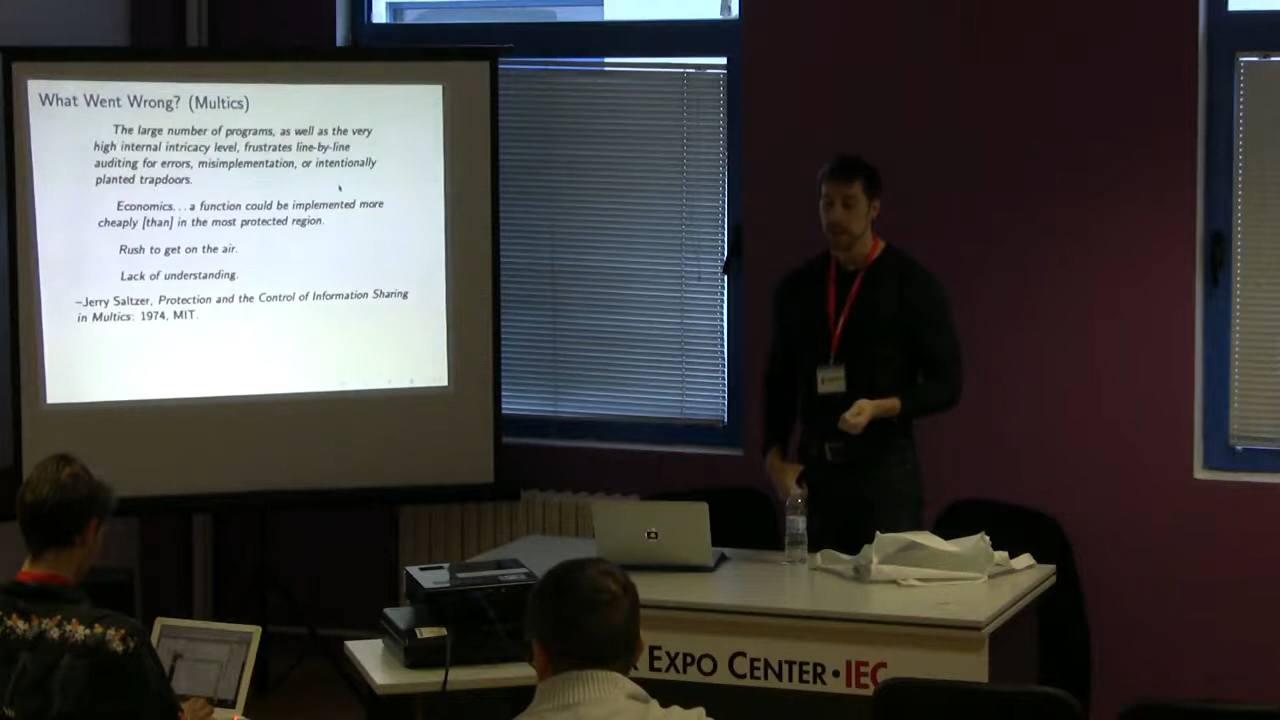 What Went Wrong? (Multics)
The large number of programs, as well as the very
high internal intricacy level, frustrates line-by-line
auditing for errors, misimplementation, or intentionally
planted trapdoors.
Economics...a function could be implemented more
cheaply [than] in the most protected region.
Rush to get on the air.
Lack of understanding.
–Jerry Saltzer, Protection and the Control of Information Sharing
in Multics: 1974, MIT.
EXPO CENTER · IEC